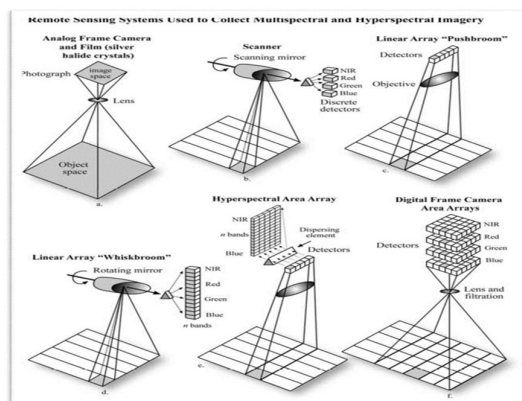 Remote Sensing Systems Used to Collect Multispectral and Hyperspectral Imagery
Analog Frame Camera
and Film (silver
halide crystals)
Photograph
image
space
Lens
Object
space
a.
Scanner
Scanning mirror
NIR
Red
Green
Blue
Discrete
detectors
b.
Linear Array “Pushbroom”
Detectors
Objective
c.
Linear Array “Whiskbroom”
Rotating mirror
NIR
Red
Green
Blue
n bands
d.
Hyperspectral Area Array
NIR
n bands
Blue
Dispersing
element
Detectors
e.
Digital Frame Camera
Area Arrays
Detectors
NIR
Red
Green
Blue
Lens and
filtration
f.